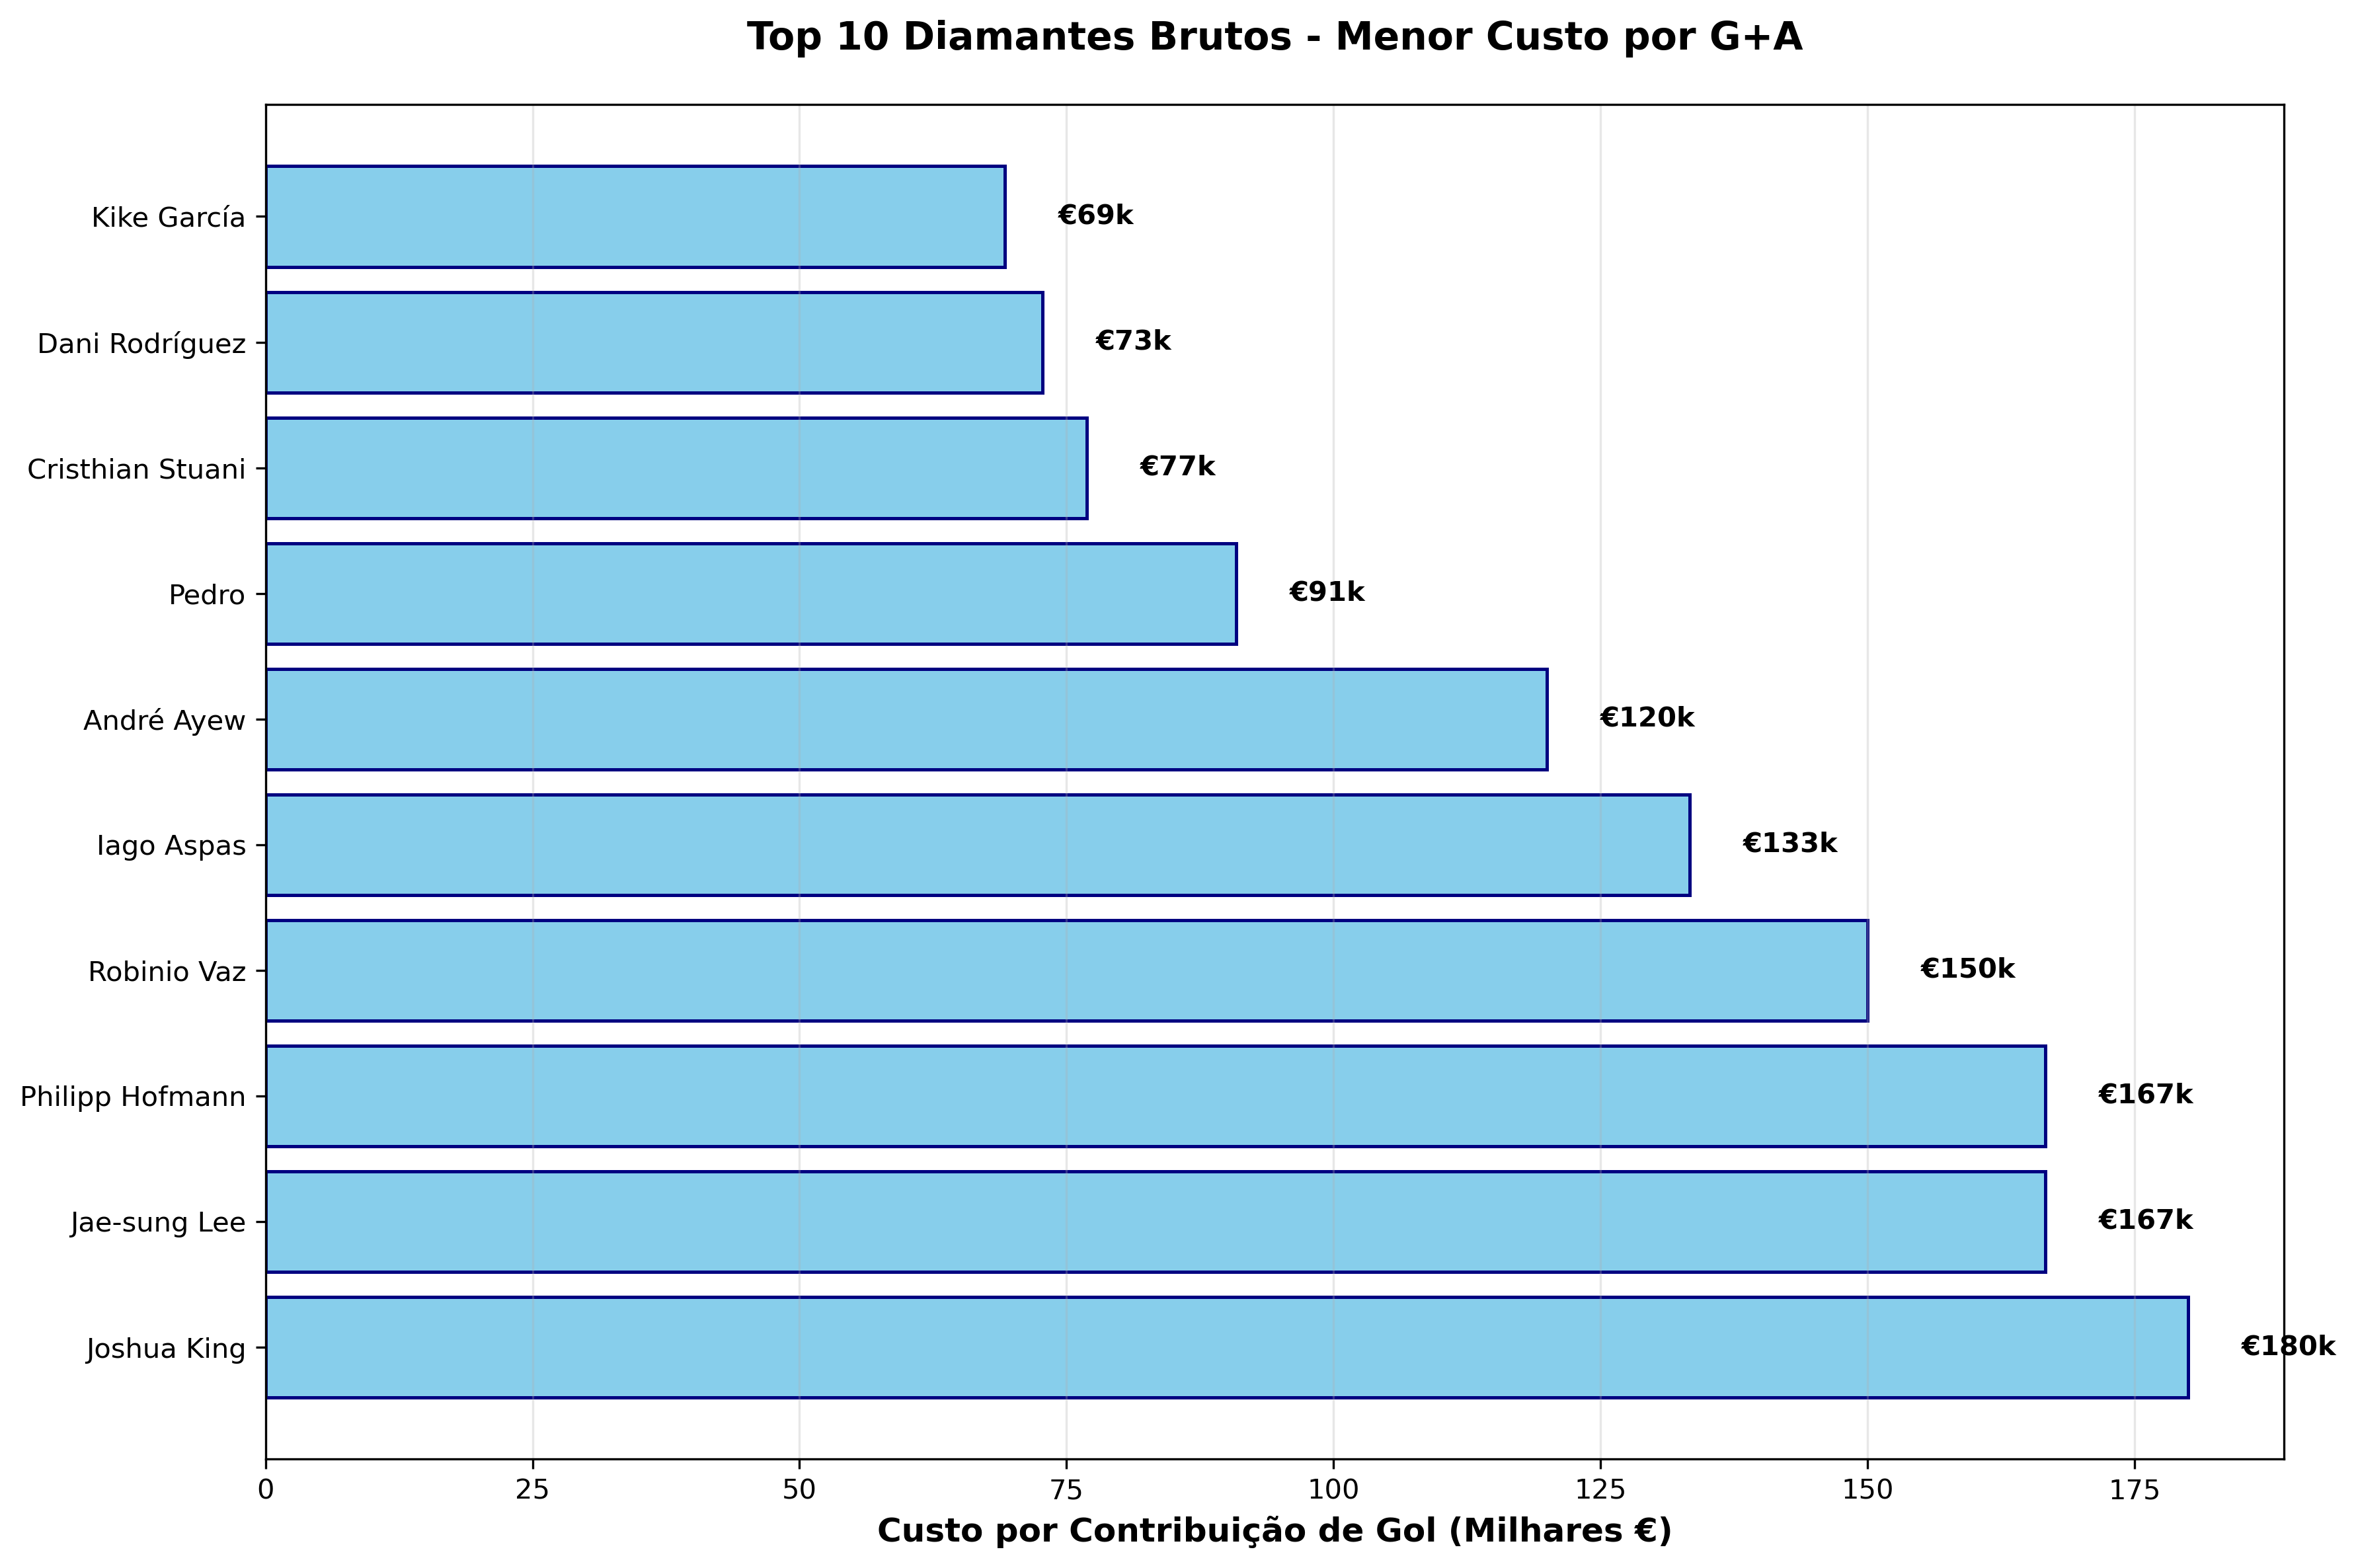 Top 10 Diamantes Brutos - Menor Custo por G+A
Kike García €69k
Dani Rodríguez €73k
Cristhian Stuani €77k
Pedro €91k
André Ayew €120k
Iago Aspas €133k
Robinio Vaz €150k
Philipp Hofmann €167k
Jae-sung Lee €167k
Joshua King €180k
0 25 50 75 100 125 150 175
Custo por Contribuição de Gol (Milhares €)